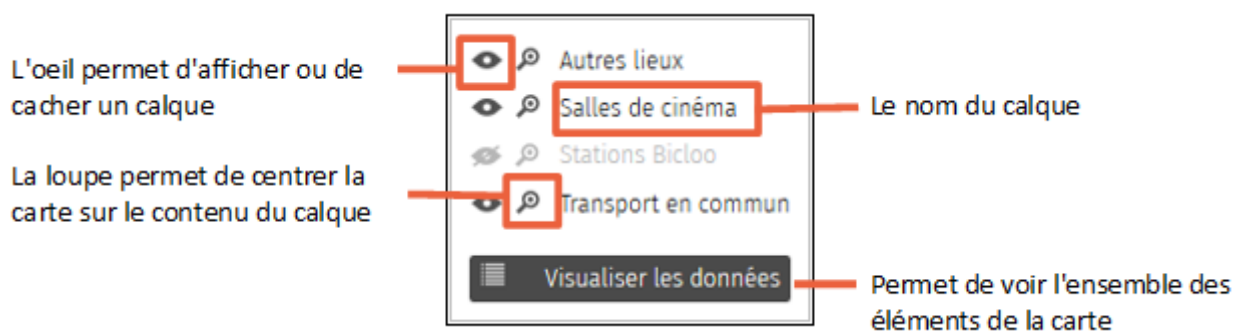 L'oeil permet d'afficher ou de
cacher un calque
La loupe permet de centrer la
carte sur le contenu du calque
Autres lieux
Salles de cinéma
Stations Bicloo
Transport en commun
Visualiser les données
Le nom du calque
Permet de voir l'ensemble des
éléments de la carte